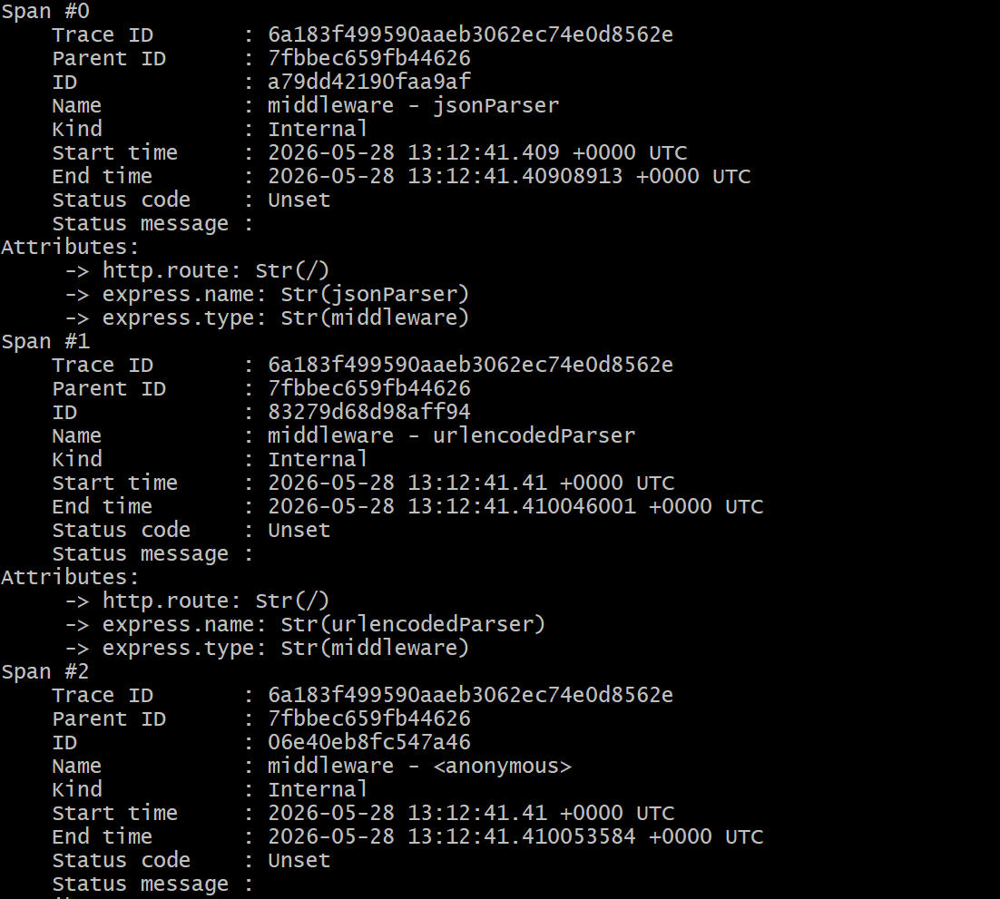 Span #0
    Trace ID       : 6a183f499590aaeb3062ec74e0d8562e
    Parent ID      : 7fbbec659fb44626
    ID             : a79dd42190faa9af
    Name           : middleware - jsonParser
    Kind           : Internal
    Start time     : 2026-05-28 13:12:41.409 +0000 UTC
    End time       : 2026-05-28 13:12:41.40908913 +0000 UTC
    Status code    : Unset
    Status message :
Attributes:
     -> http.route: Str(/)
     -> express.name: Str(jsonParser)
     -> express.type: Str(middleware)
Span #1
    Trace ID       : 6a183f499590aaeb3062ec74e0d8562e
    Parent ID      : 7fbbec659fb44626
    ID             : 83279d68d98aff94
    Name           : middleware - urlencodedParser
    Kind           : Internal
    Start time     : 2026-05-28 13:12:41.41 +0000 UTC
    End time       : 2026-05-28 13:12:41.410046001 +0000 UTC
    Status code    : Unset
    Status message :
Attributes:
     -> http.route: Str(/)
     -> express.name: Str(urlencodedParser)
     -> express.type: Str(middleware)
Span #2
    Trace ID       : 6a183f499590aaeb3062ec74e0d8562e
    Parent ID      : 7fbbec659fb44626
    ID             : 06e40eb8fc547a46
    Name           : middleware - <anonymous>
    Kind           : Internal
    Start time     : 2026-05-28 13:12:41.41 +0000 UTC
    End time       : 2026-05-28 13:12:41.410053584 +0000 UTC
    Status code    : Unset
    Status message :